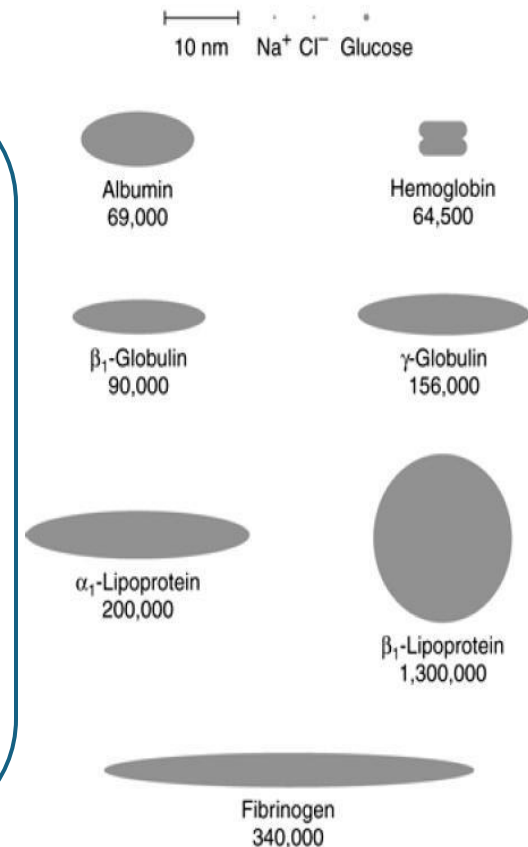 10 nm Na⁺ Cl⁻ Glucose
Albumin
69,000
Hemoglobin
64,500
β₁-Globulin
90,000
γ-Globulin
156,000
α₁-Lipoprotein
200,000
β₁-Lipoprotein
1,300,000
Fibrinogen
340,000